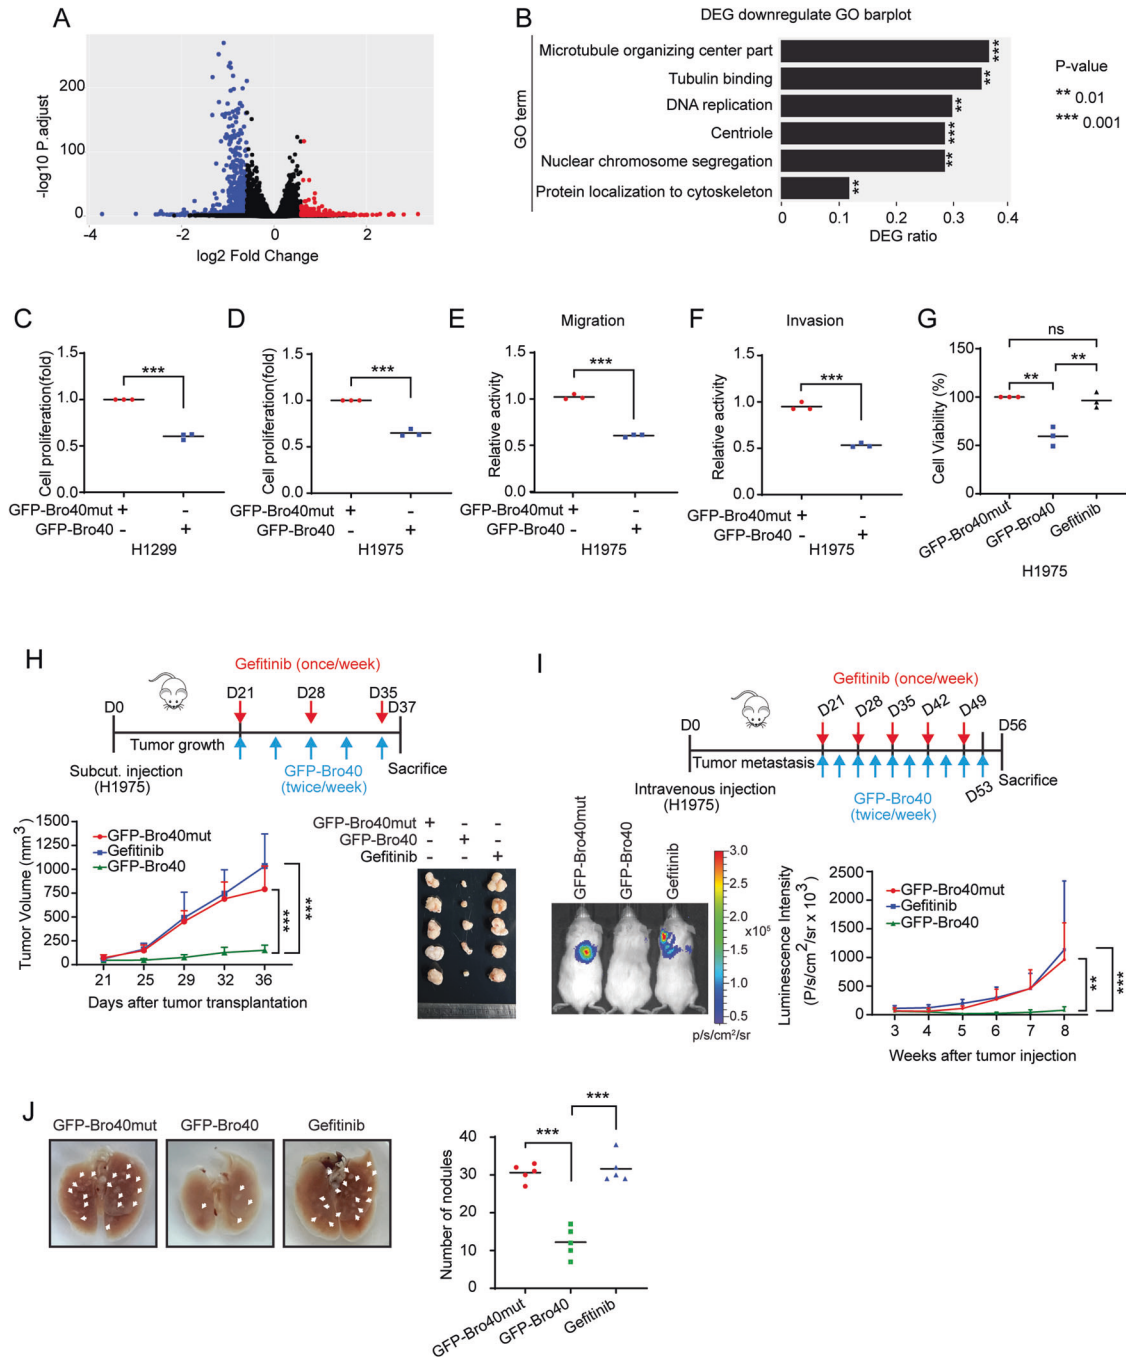 A
-log10 P.adjust
200
100
0
-4 -2 0 2
log2 Fold Change
B
DEG downregulate GO barplot
GO term
Microtubule organizing center part ***
Tubulin binding **
DNA replication **
Centriole ***
Nuclear chromosome segregation **
Protein localization to cytoskeleton **
0 0.1 0.2 0.3 0.4
DEG ratio
P-value
** 0.01
*** 0.001
C
Cell proliferation(fold)
1.5
1.0
0.5
0.0
***
GFP-Bro40mut + -
GFP-Bro40 - +
H1299
D
Cell proliferation(fold)
1.5
1.0
0.5
0.0
***
GFP-Bro40mut + -
GFP-Bro40 - +
H1975
E
Migration
Relative activity
1.5
1.0
0.5
0.0
***
GFP-Bro40mut + -
GFP-Bro40 - +
H1975
F
Invasion
Relative activity
1.5
1.0
0.5
0.0
***
GFP-Bro40mut + -
GFP-Bro40 - +
H1975
G
Cell Viability (%)
150
100
50
0
ns
** **
GFP-Bro40mut
GFP-Bro40
Gefitinib
H1975
H
Gefitinib (once/week)
D0 D21 D28 D35 D37
Tumor growth
Subcut. injection
(H1975)
GFP-Bro40
(twice/week)
Sacrifice
Tumor Volume (mm3)
1500
1250
1000
750
500
250
0
GFP-Bro40mut
Gefitinib
GFP-Bro40
***
***
21 25 29 32 36
Days after tumor transplantation
GFP-Bro40mut + - -
GFP-Bro40 - + -
Gefitinib - - +
I
Gefitinib (once/week)
D0 D21 D28 D35 D42 D49 D56
Tumor metastasis
D53
Intravenous injection
(H1975)
GFP-Bro40
(twice/week)
Sacrifice
GFP-Bro40mut
GFP-Bro40
Gefitinib
3.0
2.5
2.0
x10⁵
1.5
1.0
0.5
p/s/cm²/sr
Luminescence Intensity
(P/s/cm²/sr x 10³)
2500
2000
1500
1000
500
0
GFP-Bro40mut
Gefitinib
GFP-Bro40
**
***
3 4 5 6 7 8
Weeks after tumor injection
J
GFP-Bro40mut GFP-Bro40 Gefitinib
Number of nodules
40
30
20
10
0
***
***
GFP-Bro40mut
GFP-Bro40
Gefitinib